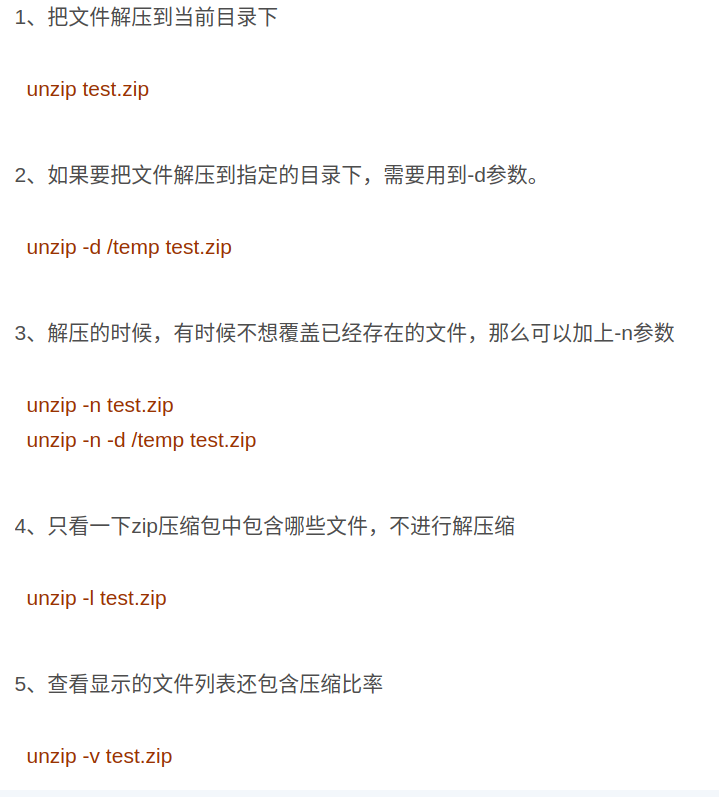 1、把文件解压到当前目录下
unzip test.zip
2、如果要把文件解压到指定的目录下，需要用到-d参数。
unzip -d /temp test.zip
3、解压的时候，有时候不想覆盖已经存在的文件，那么可以加上-n参数
unzip -n test.zip
unzip -n -d /temp test.zip
4、只看一下zip压缩包中包含哪些文件，不进行解压缩
unzip -l test.zip
5、查看显示的文件列表还包含压缩比率
unzip -v test.zip